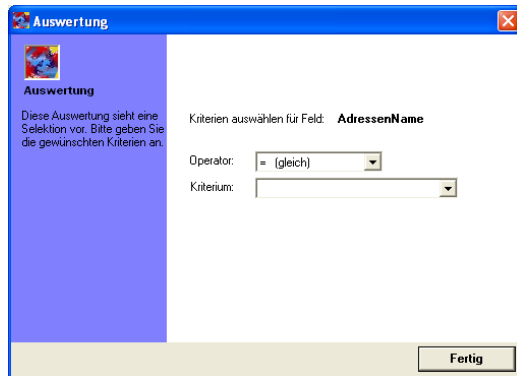 Auswertung
Auswertung
Diese Auswertung sieht eine
Selektion vor. Bitte geben Sie
die gewünschten Kriterien an.
Kriterien auswählen für Feld: AdressenName
Operator: = (gleich)
Kriterium:
Fertig